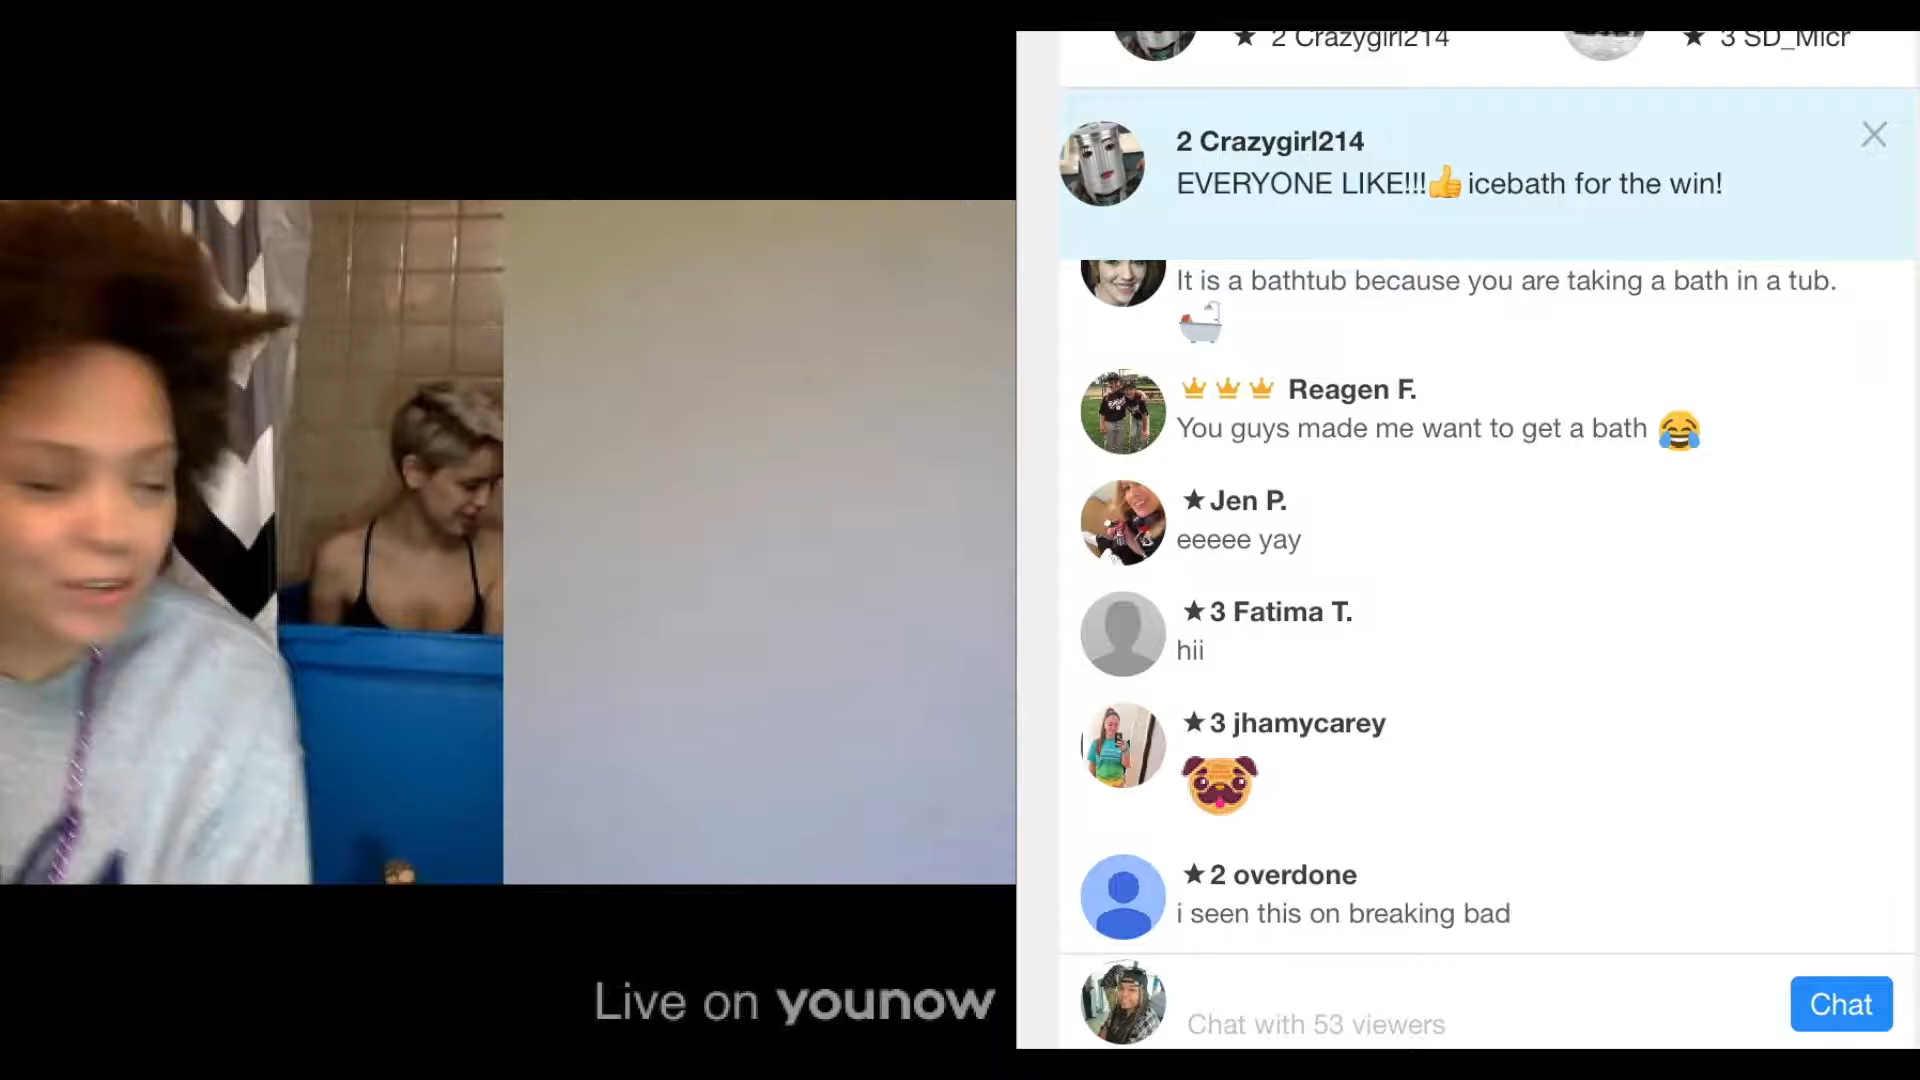 ★ 2 Crazygirl214
★ 3 SD_Micr
2 Crazygirl214
EVERYONE LIKE!!!👍 icebath for the win!
It is a bathtub because you are taking a bath in a tub.
🛀
Reagen F.
You guys made me want to get a bath 😂
★ Jen P.
eeeee yay
★ 3 Fatima T.
hii
★ 3 jhamycarey
★ 2 overdone
i seen this on breaking bad
Chat with 53 viewers
Chat
Live on younow